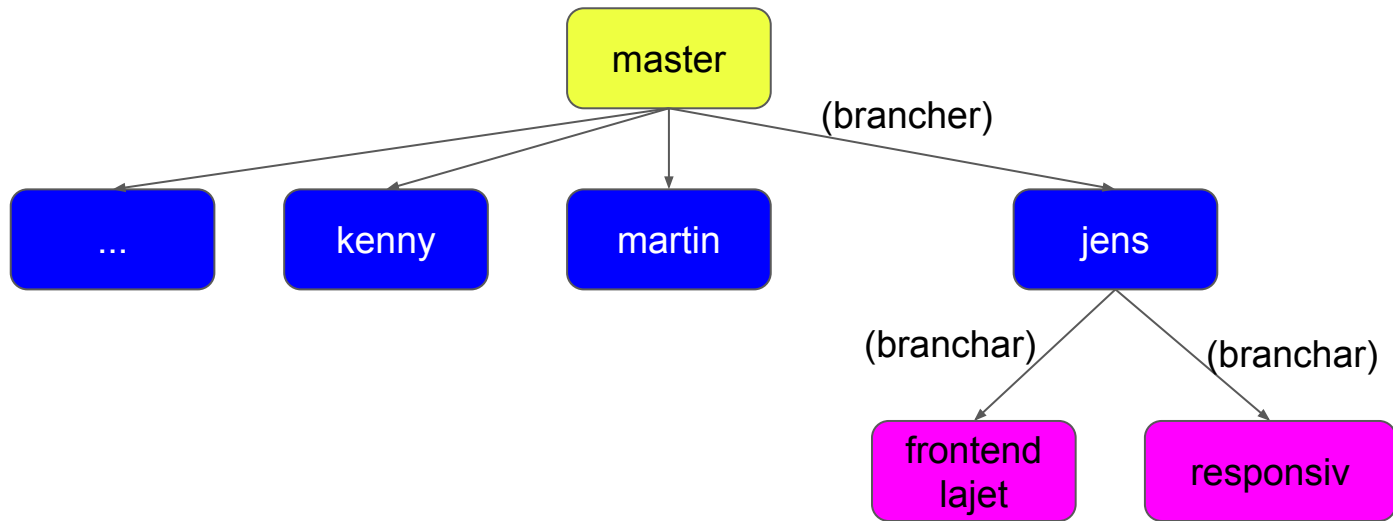 master
(brancher)
...
kenny
martin
jens
(branchar)
(branchar)
frontend
lajet
responsiv